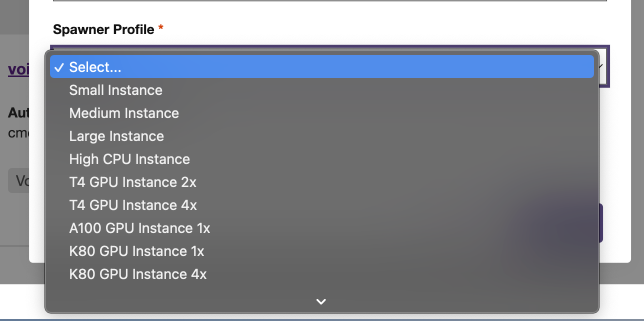 Spawner Profile *
voi
Select...
Small Instance
Aut
Medium Instance
cm
Large Instance
High CPU Instance
Vo
T4 GPU Instance 2x
T4 GPU Instance 4x
A100 GPU Instance 1x
K80 GPU Instance 1x
K80 GPU Instance 4x